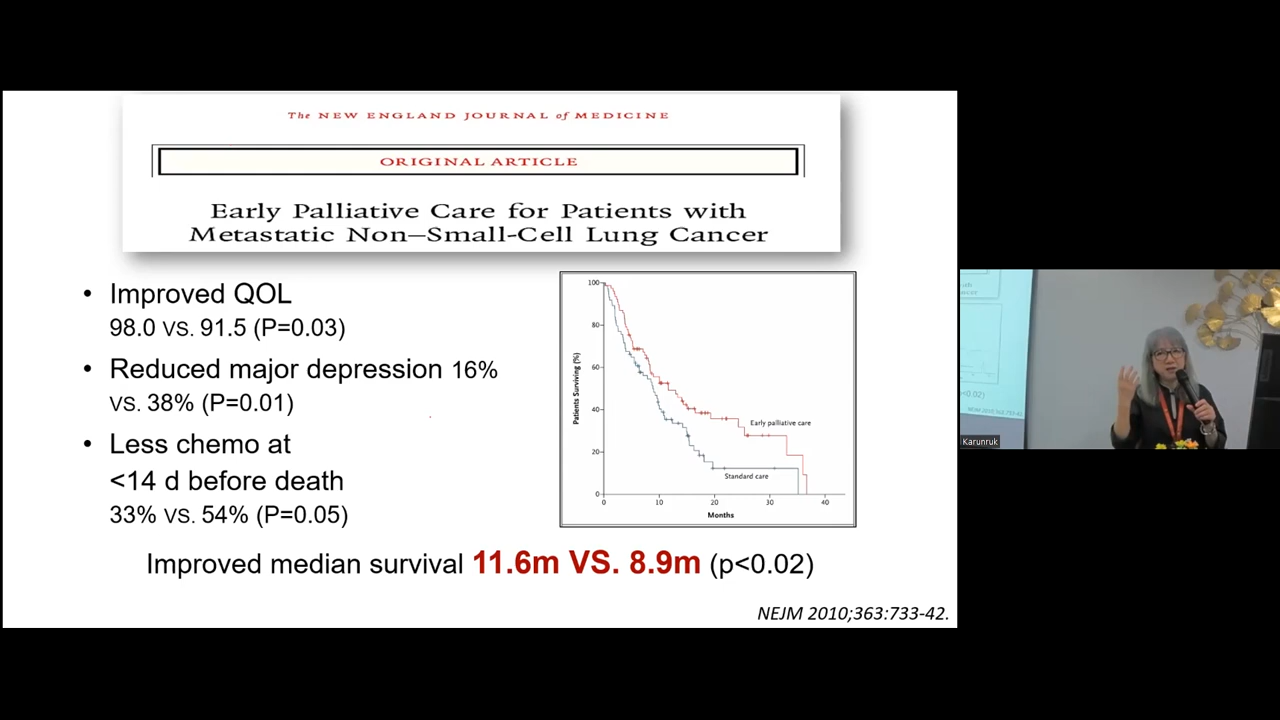 The NEW ENGLAND JOURNAL of MEDICINE
ORIGINAL ARTICLE
Early Palliative Care for Patients with
Metastatic Non–Small-Cell Lung Cancer
• Improved QOL
98.0 VS. 91.5 (P=0.03)
• Reduced major depression 16%
VS. 38% (P=0.01)
• Less chemo at
<14 d before death
33% VS. 54% (P=0.05)
Patients Surviving (%)
100
80
60
40
20
0
0 10 20 30 40
Months
Early palliative care
Standard care
Improved median survival 11.6m VS. 8.9m (p<0.02)
NEJM 2010;363:733-42.
Karunruk